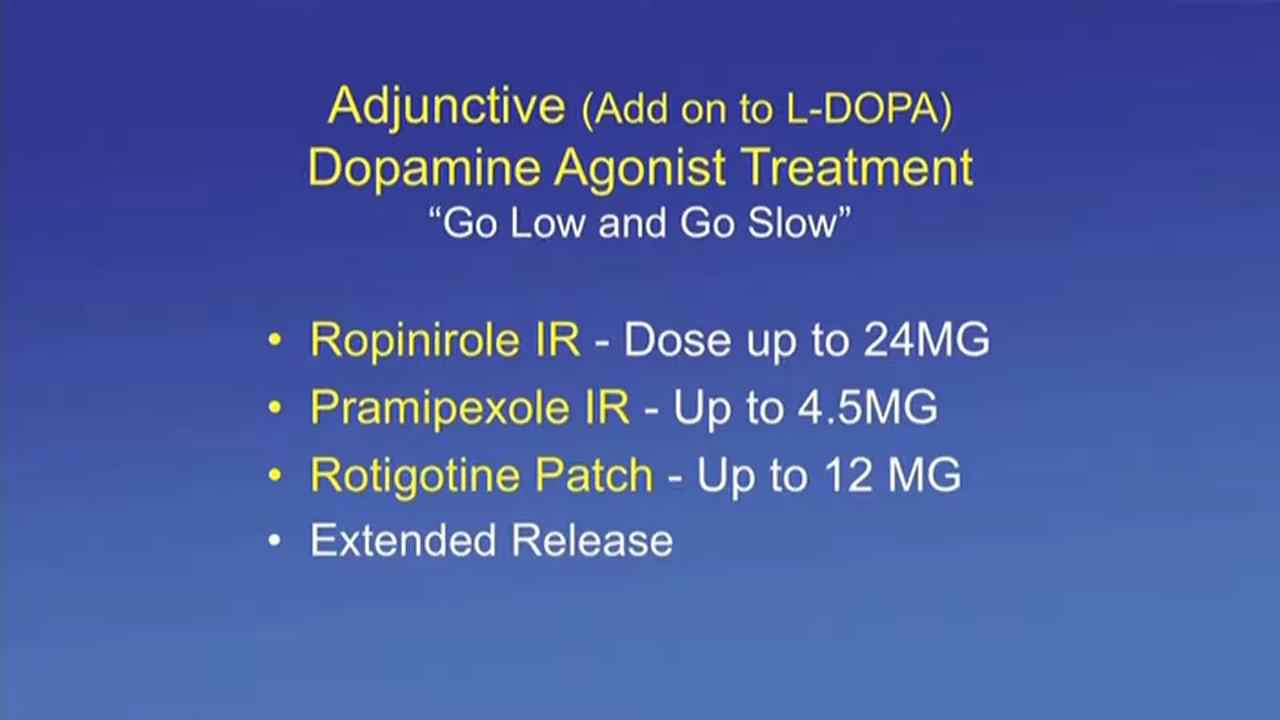 Adjunctive (Add on to L-DOPA)
Dopamine Agonist Treatment
“Go Low and Go Slow”
• Ropinirole IR - Dose up to 24MG
• Pramipexole IR - Up to 4.5MG
• Rotigotine Patch - Up to 12 MG
• Extended Release